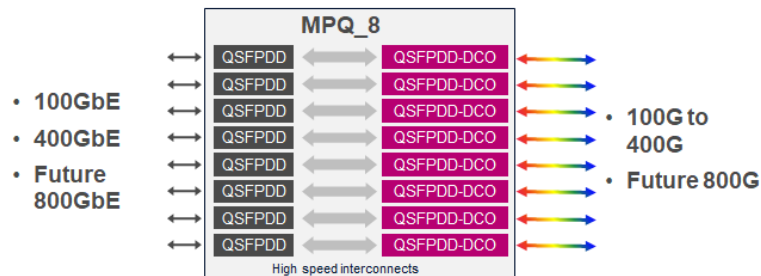 MPQ_8
QSFPDD QSFPDD-DCO
QSFPDD QSFPDD-DCO
QSFPDD QSFPDD-DCO
QSFPDD QSFPDD-DCO
QSFPDD QSFPDD-DCO
QSFPDD QSFPDD-DCO
QSFPDD QSFPDD-DCO
QSFPDD QSFPDD-DCO
High speed interconnects
• 100GbE
• 400GbE
• Future
800GbE
• 100G to
400G
• Future 800G